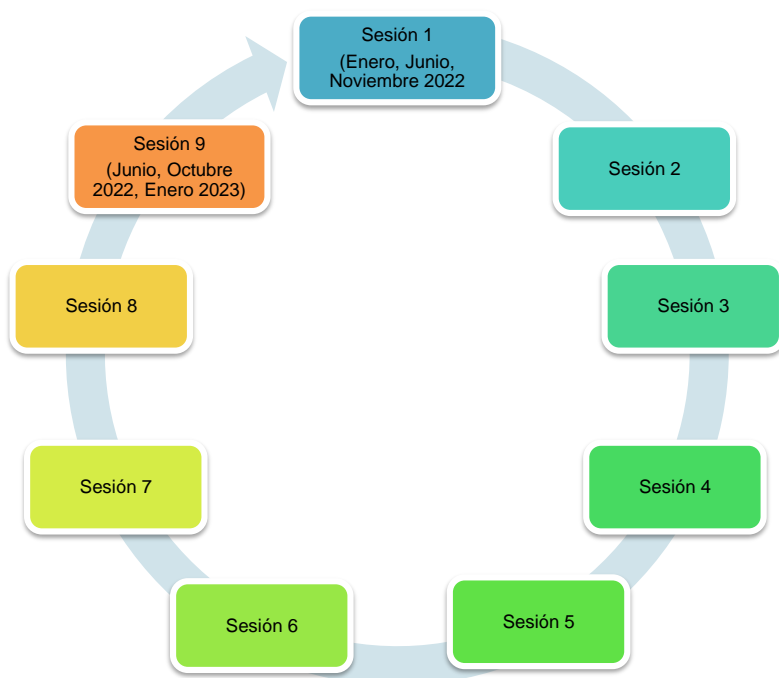 Sesión 1
(Enero, Junio,
Noviembre 2022
Sesión 2
Sesión 3
Sesión 4
Sesión 5
Sesión 6
Sesión 7
Sesión 8
Sesión 9
(Junio, Octubre
2022, Enero 2023)